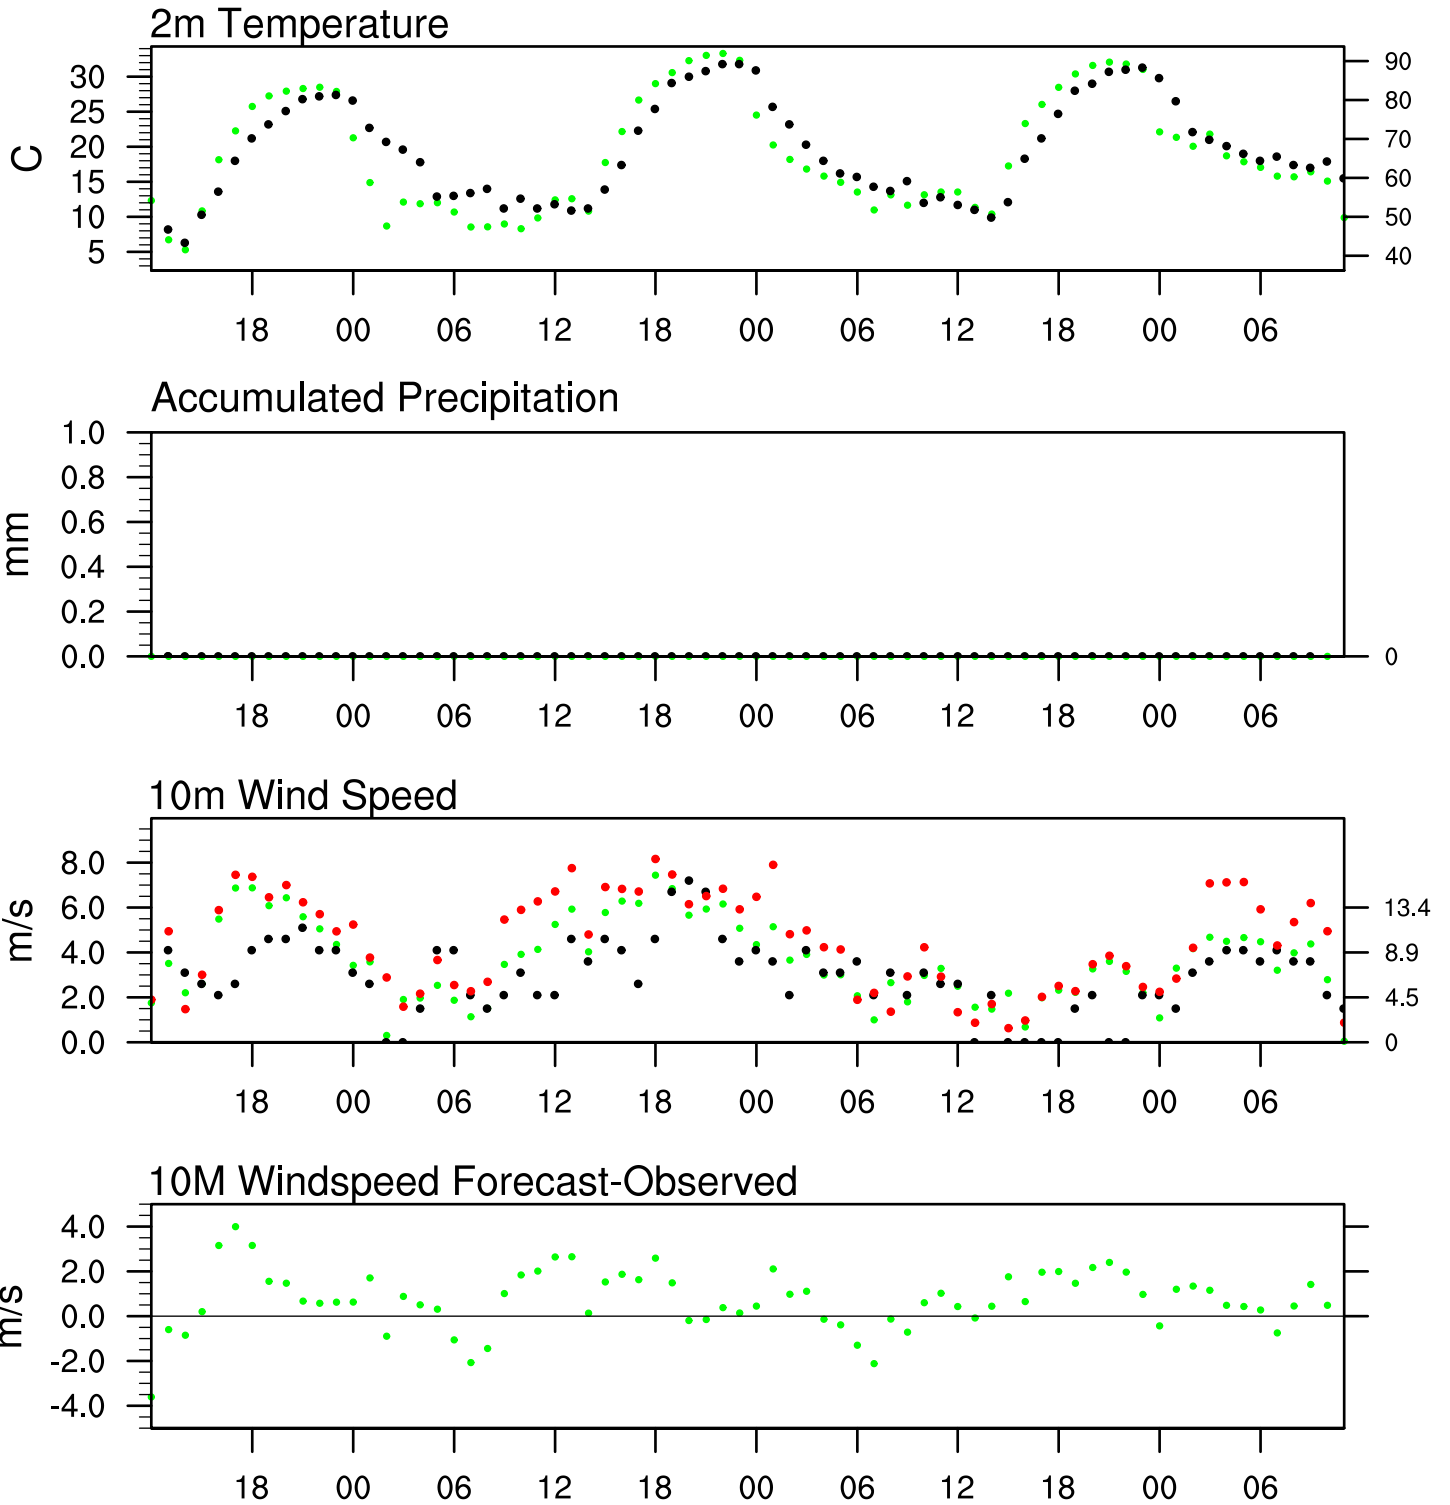 2m Temperature
30
25
20
15
10
5
C
90
80
70
60
50
40
18 00 06 12 18 00 06 12 18 00 06
Accumulated Precipitation
1.0
0.8
0.6
0.4
0.2
0.0
mm
0
18 00 06 12 18 00 06 12 18 00 06
10m Wind Speed
8.0
6.0
4.0
2.0
0.0
m/s
13.4
8.9
4.5
0
18 00 06 12 18 00 06 12 18 00 06
10M Windspeed Forecast-Observed
4.0
2.0
0.0
-2.0
-4.0
m/s
18 00 06 12 18 00 06 12 18 00 06